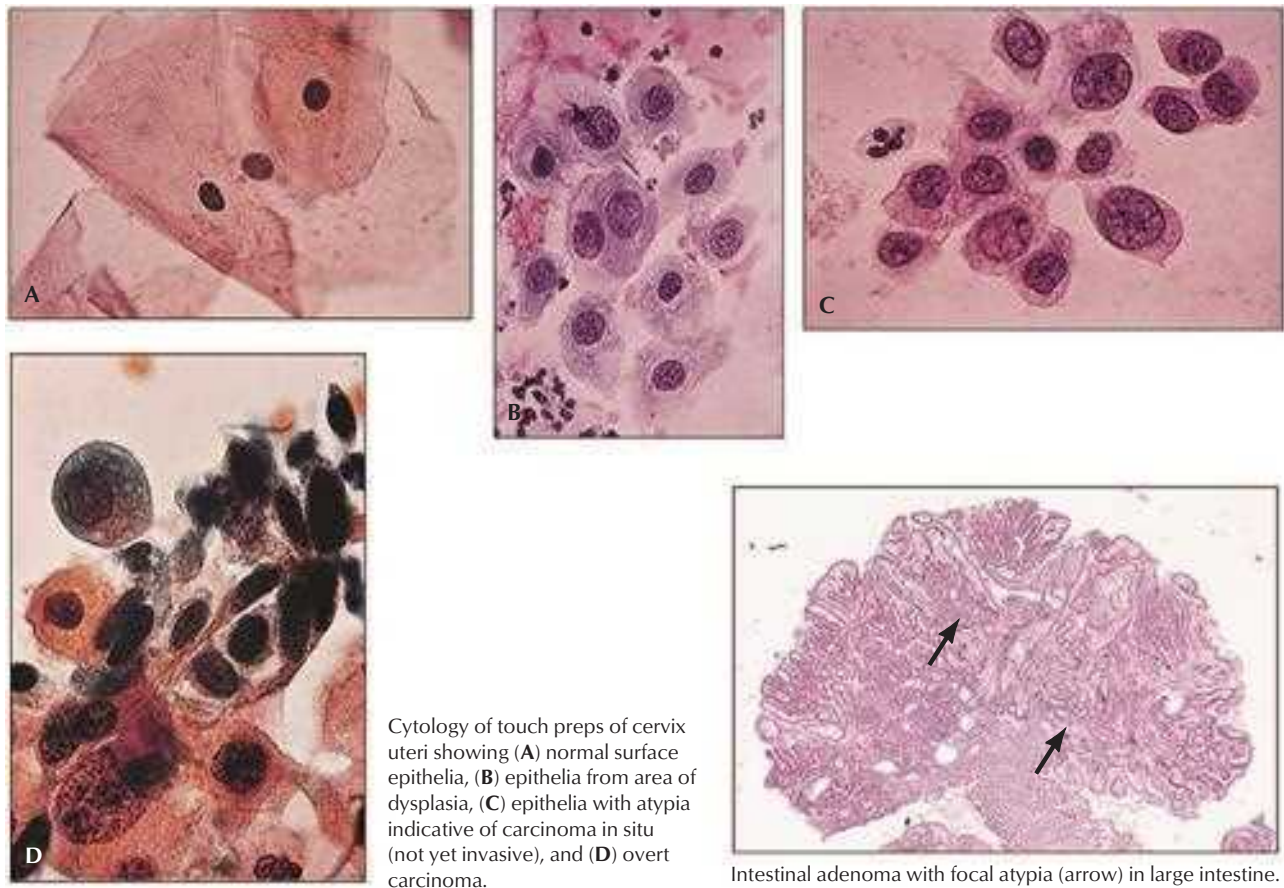 A
B
C
D
Cytology of touch preps of cervix
uteri showing (A) normal surface
epithelia, (B) epithelia from area of
dysplasia, (C) epithelia with atypia
indicative of carcinoma in situ
(not yet invasive), and (D) overt
carcinoma.
Intestinal adenoma with focal atypia (arrow) in large intestine.